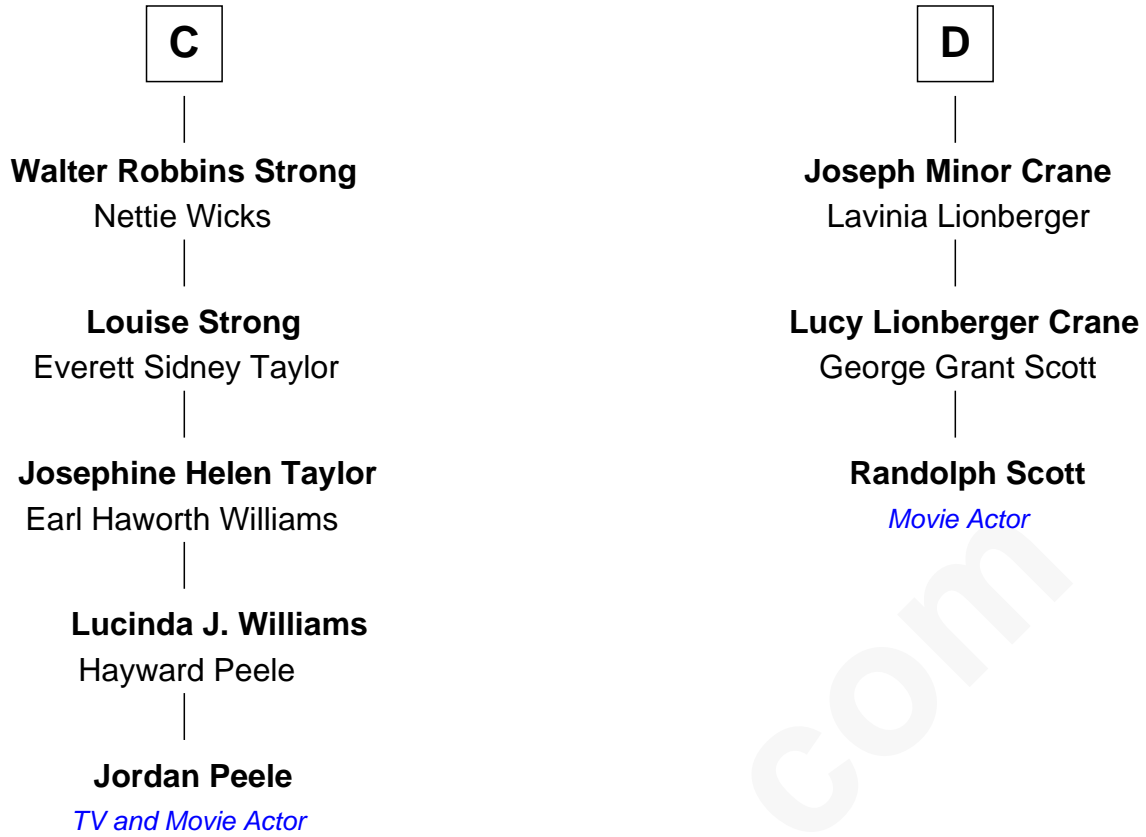 C
Walter Robbins Strong
Nettie Wicks
Louise Strong
Everett Sidney Taylor
Josephine Helen Taylor
Earl Haworth Williams
Lucinda J. Williams
Hayward Peele
Jordan Peele
TV and Movie Actor
D
Joseph Minor Crane
Lavinia Lionberger
Lucy Lionberger Crane
George Grant Scott
Randolph Scott
Movie Actor
com